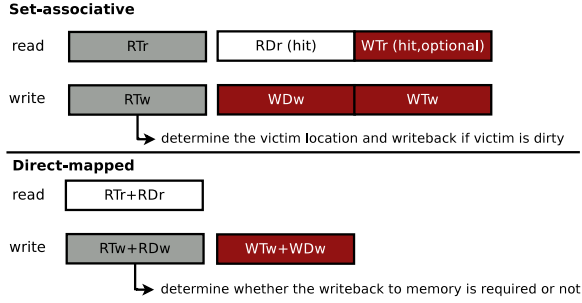 Set-associative
read RTr RDr (hit) WTr (hit,optional)
write RTw WDw WTw
determine the victim location and writeback if victim is dirty
Direct-mapped
read RTr+RDr
write RTw+RDw WTw+WDw
determine whether the writeback to memory is required or not